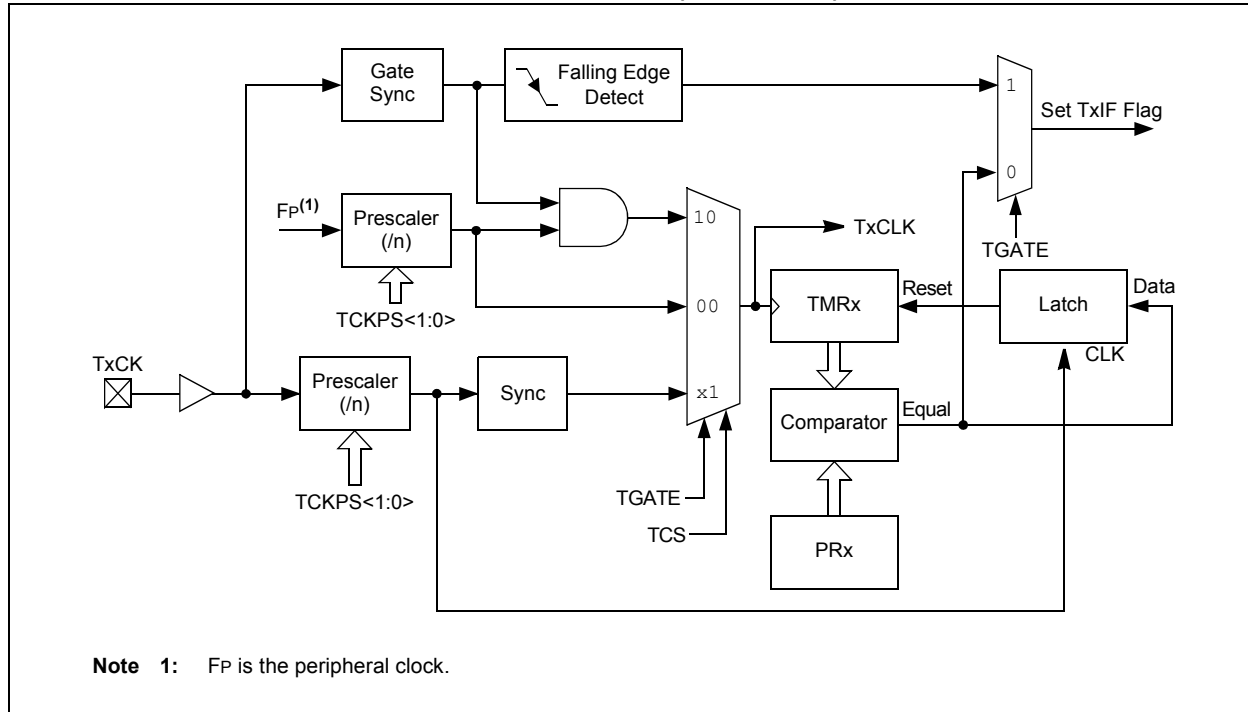 Gate
Sync
Falling Edge
Detect
1
Set TxIF Flag
0
TGATE
FP(1)
Prescaler
(/n)
TCKPS<1:0>
10
00
x1
TxCLK
TMRx
Reset
Latch
Data
CLK
TxCK
Prescaler
(/n)
Sync
TCKPS<1:0>
Comparator
Equal
TGATE
TCS
PRx
Note 1: FP is the peripheral clock.